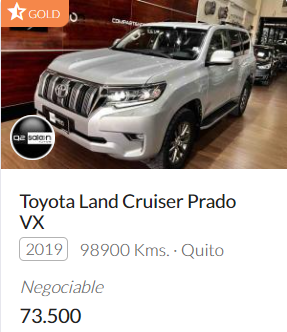 GOLD
Toyota Land Cruiser Prado
VX
2019 98900 Kms. · Quito
Negociable
73.500